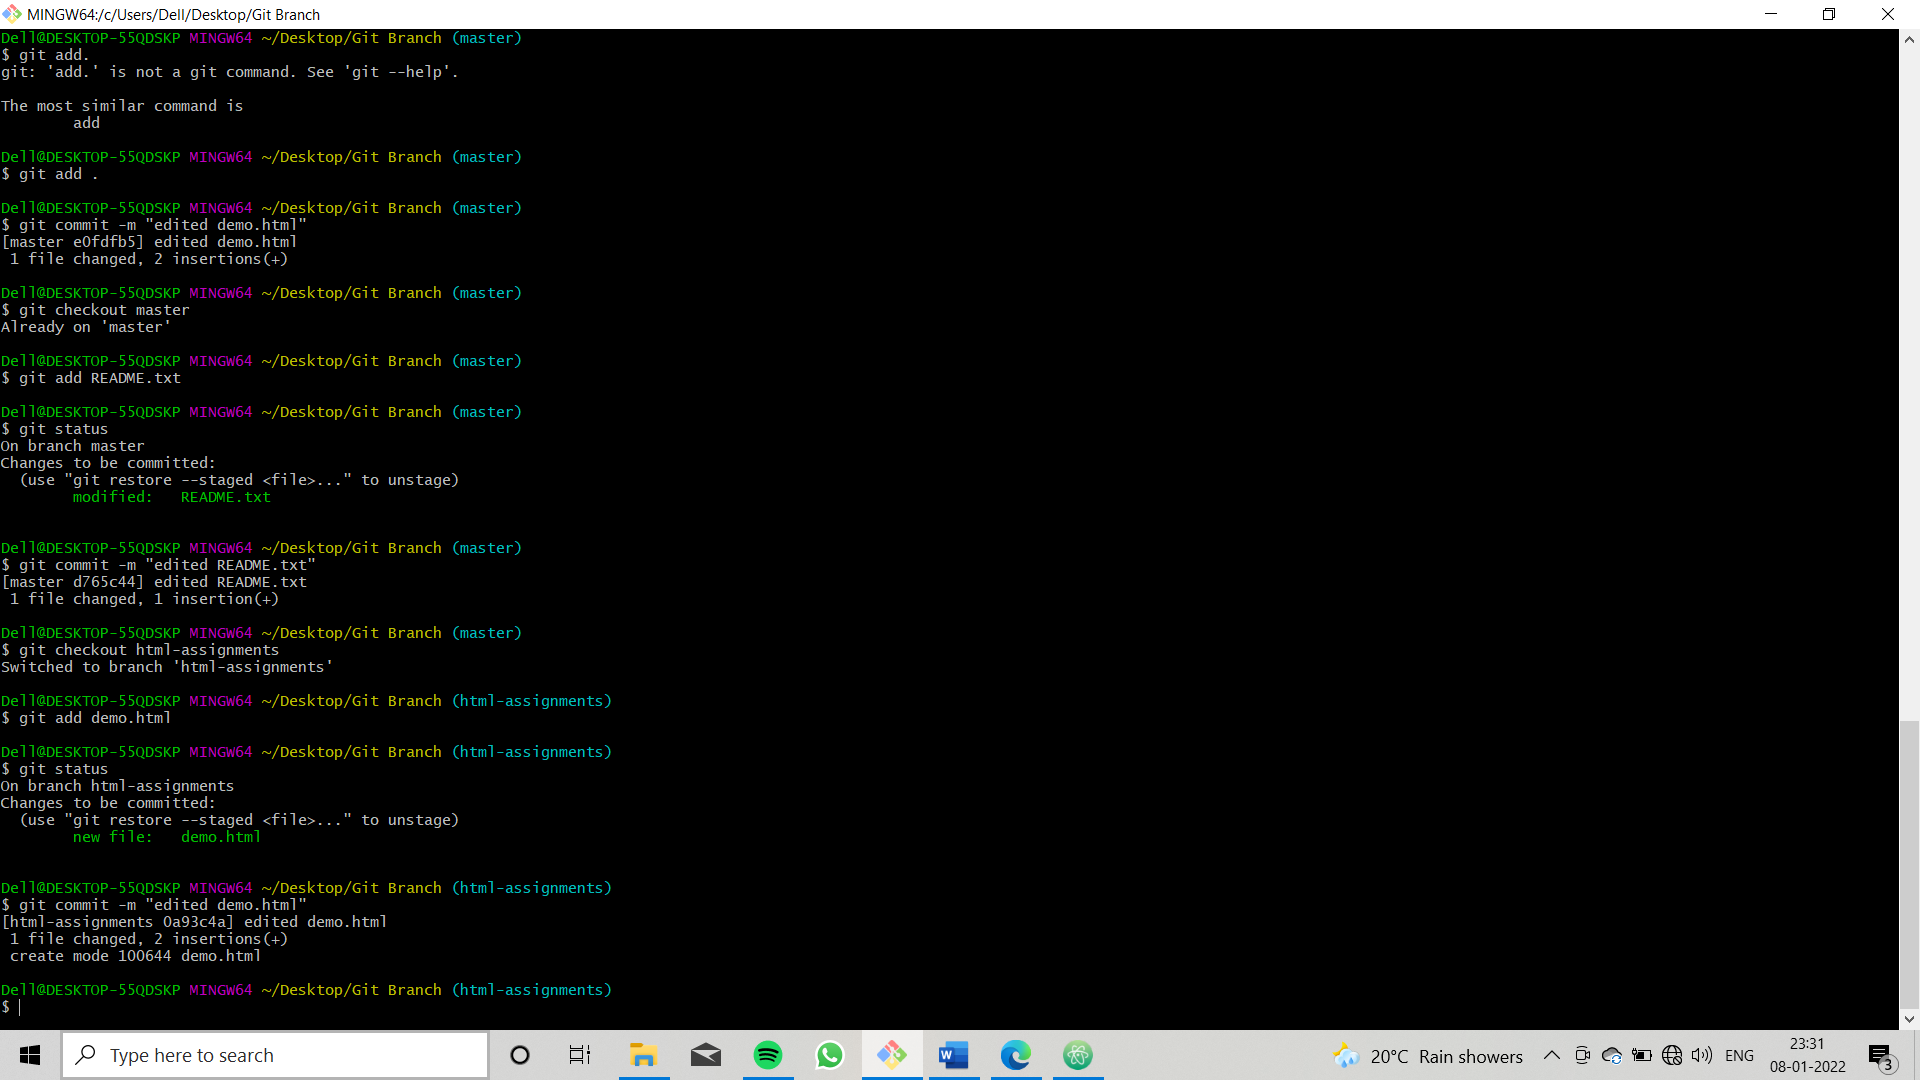 MINGW64:/c/Users/Dell/Desktop/Git Branch
Dell@DESKTOP-55QDSKP MINGW64 ~/Desktop/Git Branch (master)
$ git add.
git: 'add.' is not a git command. See 'git --help'.
The most similar command is
add
Dell@DESKTOP-55QDSKP MINGW64 ~/Desktop/Git Branch (master)
$ git add .
Dell@DESKTOP-55QDSKP MINGW64 ~/Desktop/Git Branch (master)
$ git commit -m "edited demo.html"
[master e0fdfb5] edited demo.html
1 file changed, 2 insertions(+)
Dell@DESKTOP-55QDSKP MINGW64 ~/Desktop/Git Branch (master)
$ git checkout master
Already on 'master'
Dell@DESKTOP-55QDSKP MINGW64 ~/Desktop/Git Branch (master)
$ git add README.txt
Dell@DESKTOP-55QDSKP MINGW64 ~/Desktop/Git Branch (master)
$ git status
On branch master
Changes to be committed:
(use "git restore --staged <file>..." to unstage)
modified:   README.txt
Dell@DESKTOP-55QDSKP MINGW64 ~/Desktop/Git Branch (master)
$ git commit -m "edited README.txt"
[master d765c44] edited README.txt
1 file changed, 1 insertion(+)
Dell@DESKTOP-55QDSKP MINGW64 ~/Desktop/Git Branch (master)
$ git checkout html-assignments
Switched to branch 'html-assignments'
Dell@DESKTOP-55QDSKP MINGW64 ~/Desktop/Git Branch (html-assignments)
$ git add demo.html
Dell@DESKTOP-55QDSKP MINGW64 ~/Desktop/Git Branch (html-assignments)
$ git status
On branch html-assignments
Changes to be committed:
(use "git restore --staged <file>..." to unstage)
new file:   demo.html
Dell@DESKTOP-55QDSKP MINGW64 ~/Desktop/Git Branch (html-assignments)
$ git commit -m "edited demo.html"
[html-assignments 0a93c4a] edited demo.html
1 file changed, 2 insertions(+)
create mode 100644 demo.html
Dell@DESKTOP-55QDSKP MINGW64 ~/Desktop/Git Branch (html-assignments)
$
Type here to search
20°C Rain showers
ENG
23:31
08-01-2022
3